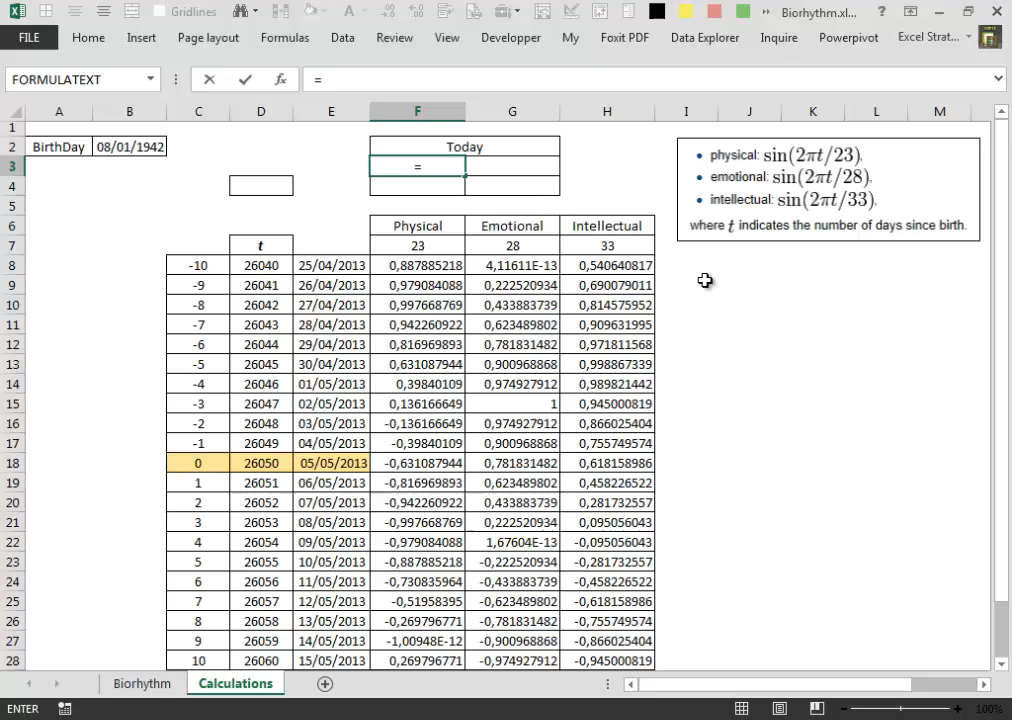 Gridlines A Biorhythm.xl... ?
FILE Home Insert Page layout Formulas Data Review View Developer My Foxit PDF Data Explorer Inquire Powerpivot Excel Strat...
FORMULATEXT fx =
A B C D E F G H I J K L M
1
2 BirthDay 08/01/1942 Today
3 =
4
5
6 Physical Emotional Intellectual
7 t 23 28 33
8 -10 26040 25/04/2013 0,887885218 4,11611E-13 0,540640817
9 -9 26041 26/04/2013 0,979084088 0,222520934 0,690079011
10 -8 26042 27/04/2013 0,997668769 0,433883739 0,814575952
11 -7 26043 28/04/2013 0,942260922 0,623489802 0,909631995
12 -6 26044 29/04/2013 0,816969893 0,781831482 0,971811568
13 -5 26045 30/04/2013 0,631087944 0,900968868 0,998867339
14 -4 26046 01/05/2013 0,39840109 0,974927912 0,989821442
15 -3 26047 02/05/2013 0,136166649 1 0,945000819
16 -2 26048 03/05/2013 -0,136166649 0,974927912 0,866025404
17 -1 26049 04/05/2013 -0,39840109 0,900968868 0,755749574
18 0 26050 05/05/2013 -0,631087944 0,781831482 0,618158986
19 1 26051 06/05/2013 -0,816969893 0,623489802 0,458226522
20 2 26052 07/05/2013 -0,942260922 0,433883739 0,281732557
21 3 26053 08/05/2013 -0,997668769 0,222520934 0,095056043
22 4 26054 09/05/2013 -0,979084088 1,67604E-13 -0,095056043
23 5 26055 10/05/2013 -0,887885218 -0,222520934 -0,281732557
24 6 26056 11/05/2013 -0,730835964 -0,433883739 -0,458226522
25 7 26057 12/05/2013 -0,51958395 -0,623489802 -0,618158986
26 8 26058 13/05/2013 -0,269796771 -0,781831482 -0,755749574
27 9 26059 14/05/2013 -1,00948E-12 -0,900968868 -0,866025404
28 10 26060 15/05/2013 0,269796771 -0,974927912 -0,945000819
• physical: sin(2πt/23),
• emotional: sin(2πt/28),
• intellectual: sin(2πt/33),
where t indicates the number of days since birth.
Biorhythm Calculations
ENTER 100%